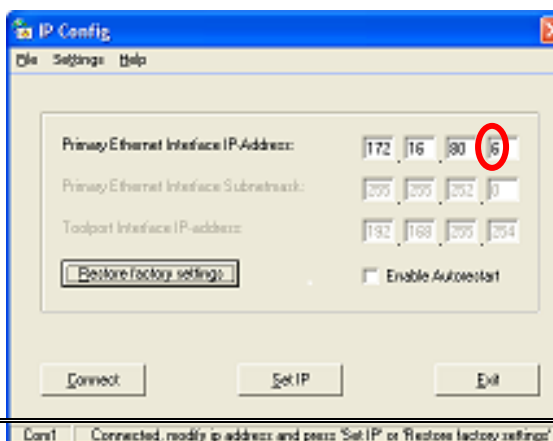 IP Config
File Settings Help
Primary Ethernet Interface IP-Address: 172 . 16 . 80 . 6
Primary Ethernet Interface Subnetmask: 255 . 255 . 252 . 0
Toolport Interface IP-address: 192 . 168 . 255 . 254
Restore factory settings Enable Autorestart
Connect Set IP Exit
Com1 Connected, modify ip address and press 'Set IP' or 'Restore factory settings'